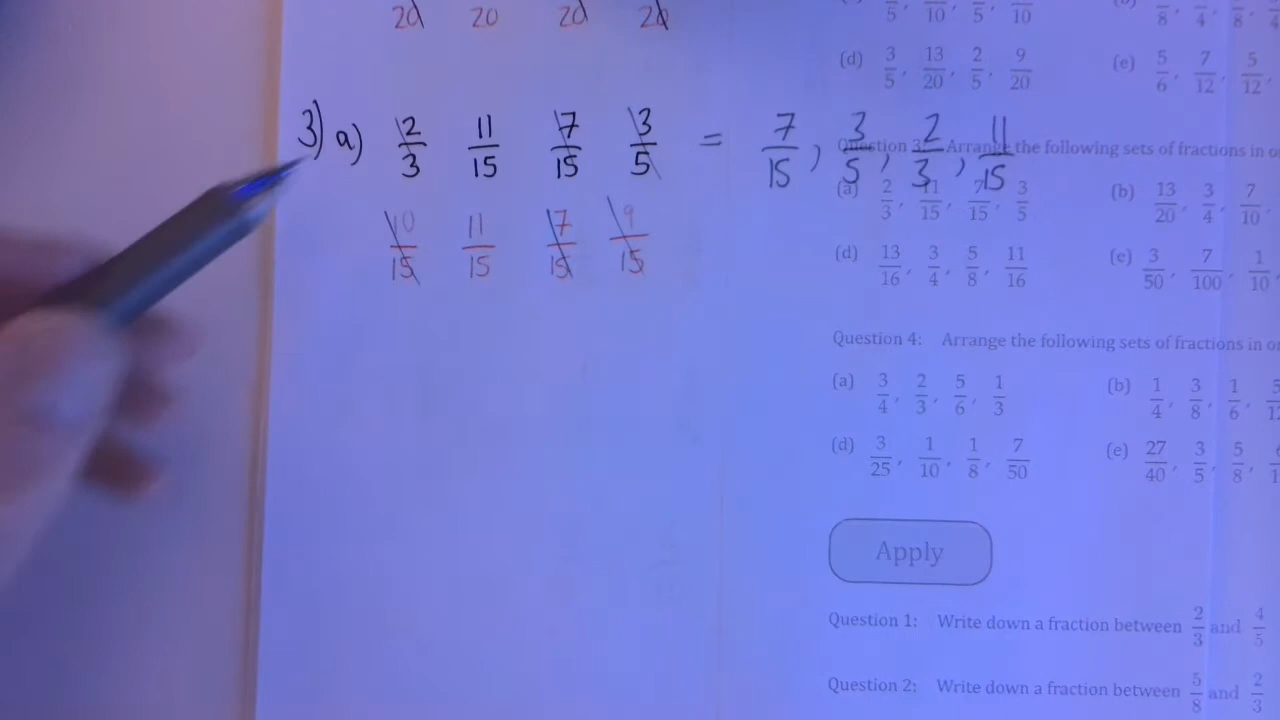 20 20 20 20
3) a) 2/3 11/15 7/15 3/5 = 7/15, 3/5, 2/3, 11/15
10/15 11/15 7/15 9/15
(d) 3/5, 13/20, 2/5, 9/20 (e) 5/6, 7/12, 5/12,
Question 3: Arrange the following sets of fractions in o
(a) 2/3, 11/15, 7/15, 3/5 (b) 13/20, 3/4, 7/10,
(d) 13/16, 3/4, 5/8, 11/16 (e) 3/50, 7/100, 1/10
Question 4: Arrange the following sets of fractions in o
(a) 3/4, 2/3, 5/6, 1/3 (b) 1/4, 3/8, 1/6,
(d) 3/25, 1/10, 1/8, 7/50 (e) 27/40, 3/5, 5/8,
Apply
Question 1: Write down a fraction between 2/3 and 4/5
Question 2: Write down a fraction between 5/8 and 2/3